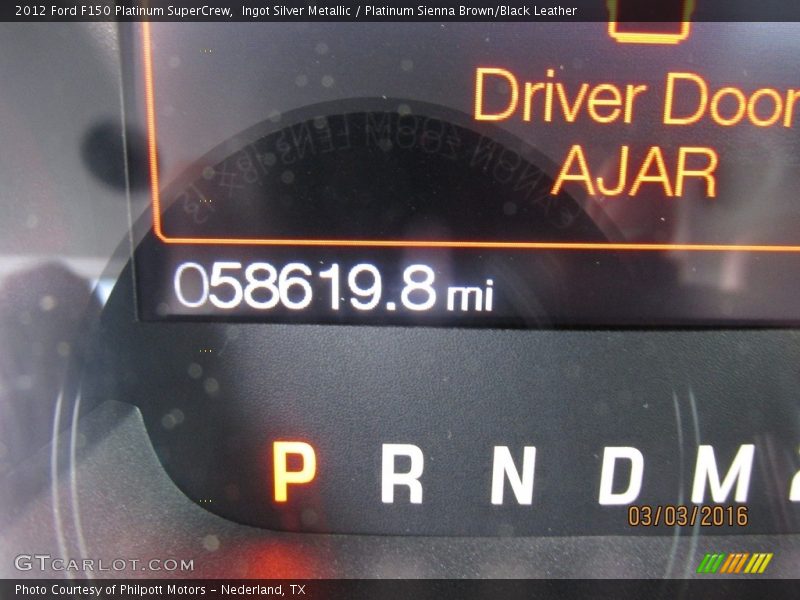 2012 Ford F150 Platinum SuperCrew,  Ingot Silver Metallic / Platinum Sienna Brown/Black Leather
Driver Door
AJAR
058619.8 mi
P R N D M
03/03/2016
GTCARLOT.COM
Photo Courtesy of Philpott Motors - Nederland, TX